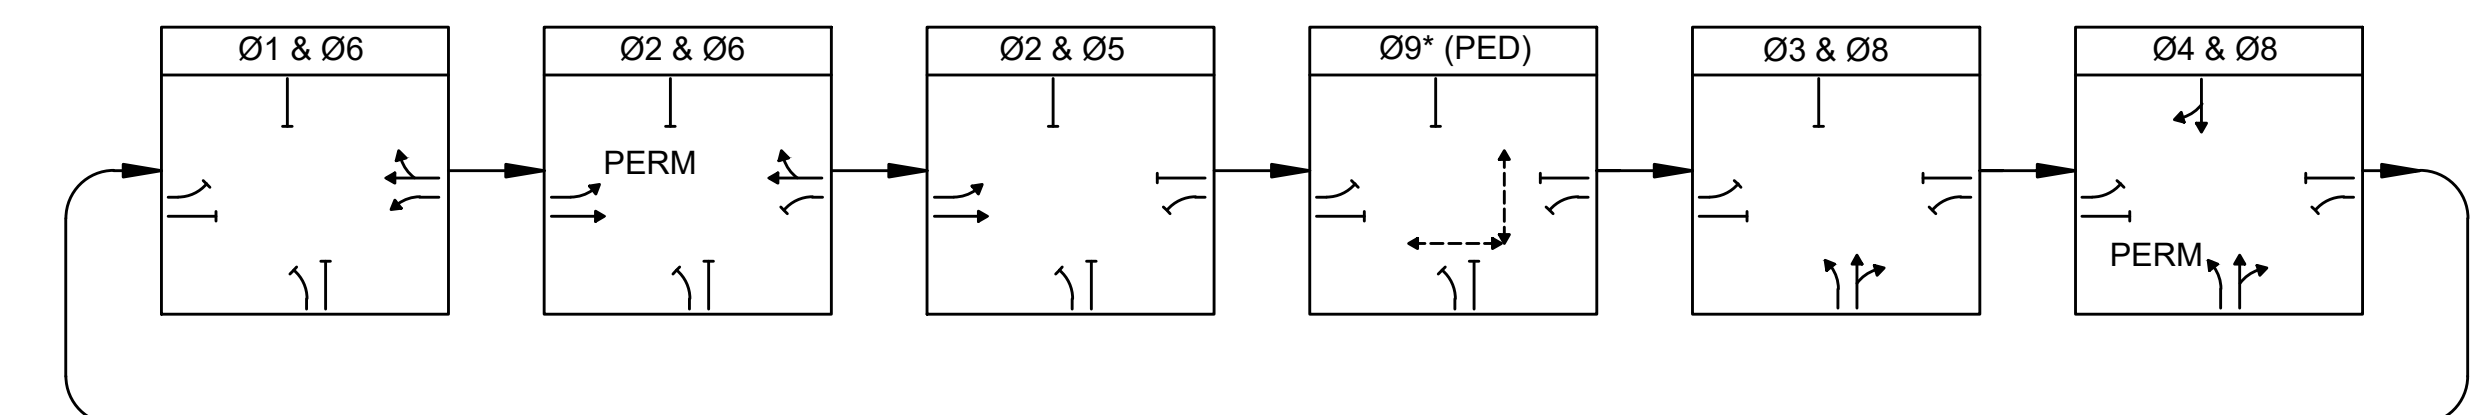 Ø1 & Ø6
Ø2 & Ø6
Ø2 & Ø5
Ø9* (PED)
Ø3 & Ø8
Ø4 & Ø8
PERM
PERM